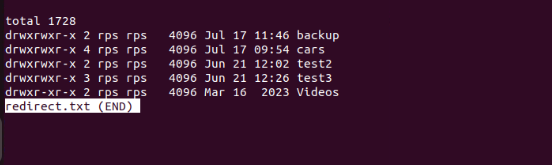 total 1728
drwxrwxr-x 2 rps rps   4096 Jul 17 11:46 backup
drwxrwxr-x 4 rps rps   4096 Jul 17 09:54 cars
drwxrwxr-x 2 rps rps   4096 Jun 21 12:02 test2
drwxrwxr-x 3 rps rps   4096 Jun 21 12:26 test3
drwxr-xr-x 2 rps rps   4096 Mar 16  2023 Videos
redirect.txt (END)